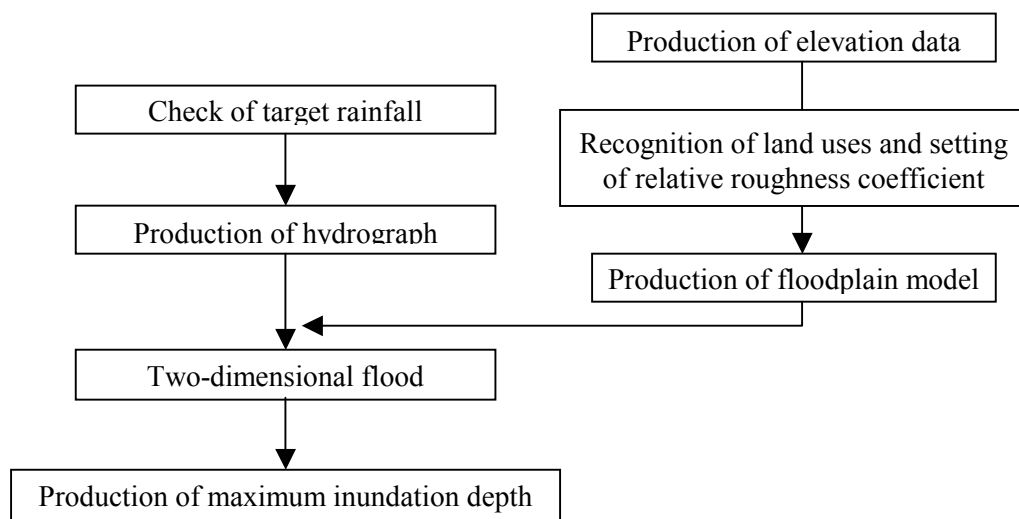 Production of elevation data
Check of target rainfall
Recognition of land uses and setting
of relative roughness coefficient
Production of hydrograph
Production of floodplain model
Two-dimensional flood
Production of maximum inundation depth